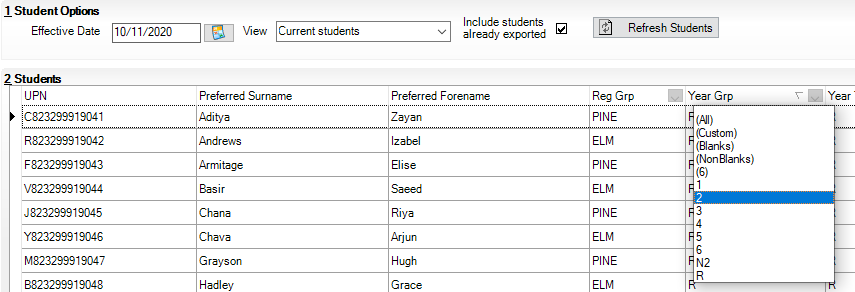 1 Student Options
Effective Date 10/11/2020 View Current students Include students already exported Refresh Students
2 Students
UPN Preferred Surname Preferred Forename Reg Grp Year Grp Year
C823299919041 Aditya Zayan PINE
R823299919042 Andrews Izabel ELM
F823299919043 Armitage Elise PINE
V823299919044 Basir Saeed ELM
J823299919045 Chana Riya PINE
Y823299919046 Chava Arjun ELM
M823299919047 Grayson Hugh PINE
B823299919048 Hadley Grace ELM R
(All)
(Custom)
(Blanks)
(NonBlanks)
(6)
1
2
3
4
5
6
N2
R